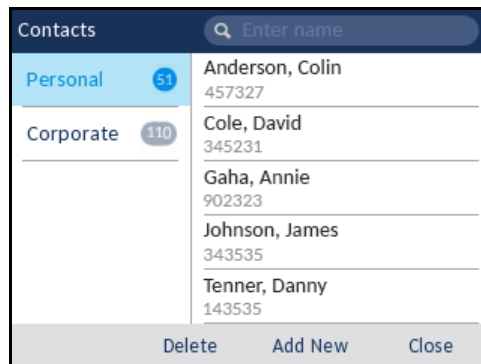 Contacts
Enter name
Personal 51
Corporate 110
Anderson, Colin
457327
Cole, David
345231
Gaha, Annie
902323
Johnson, James
343535
Tenner, Danny
143535
Delete Add New Close